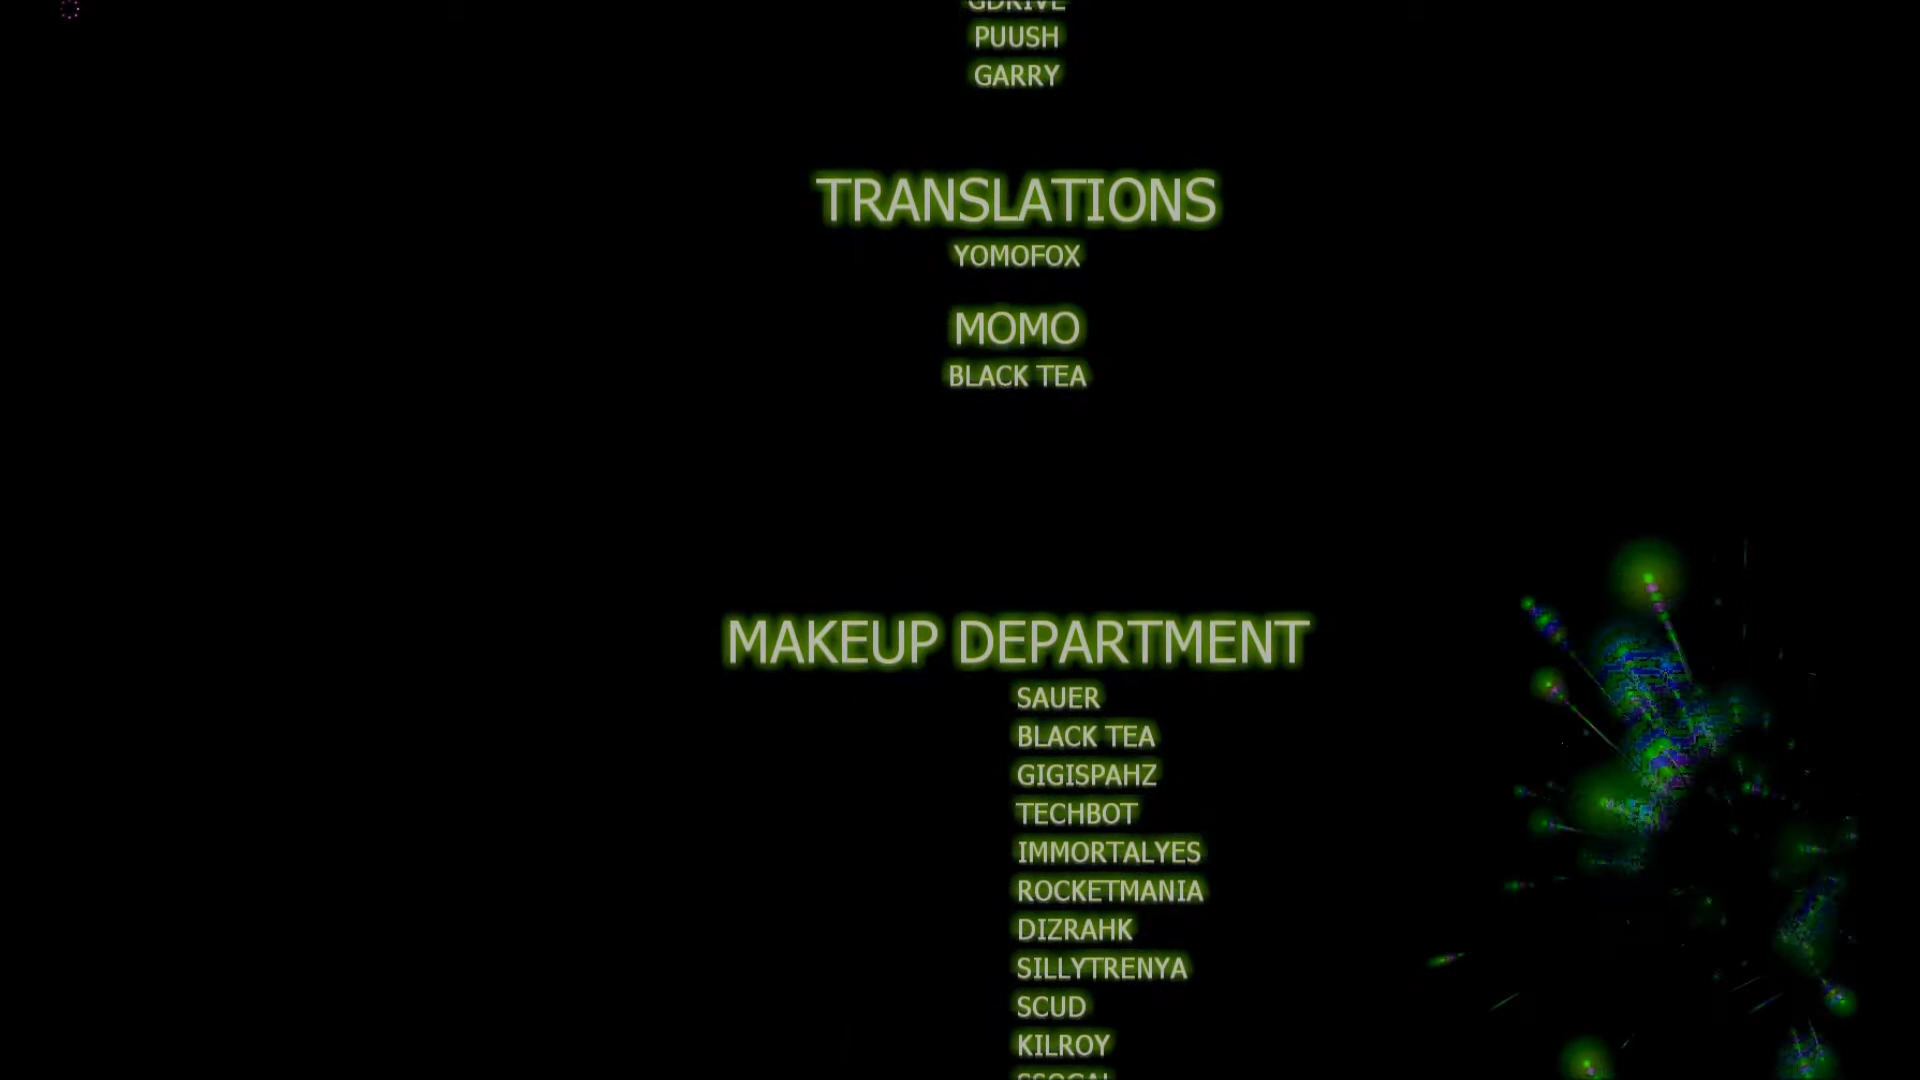 GDRIVE
PUUSH
GARRY
TRANSLATIONS
YOMOFOX
MOMO
BLACK TEA
MAKEUP DEPARTMENT
SAUER
BLACK TEA
GIGISPAHZ
TECHBOT
IMMORTALYES
ROCKETMANIA
DIZRAHK
SILLYTRENYA
SCUD
KILROY